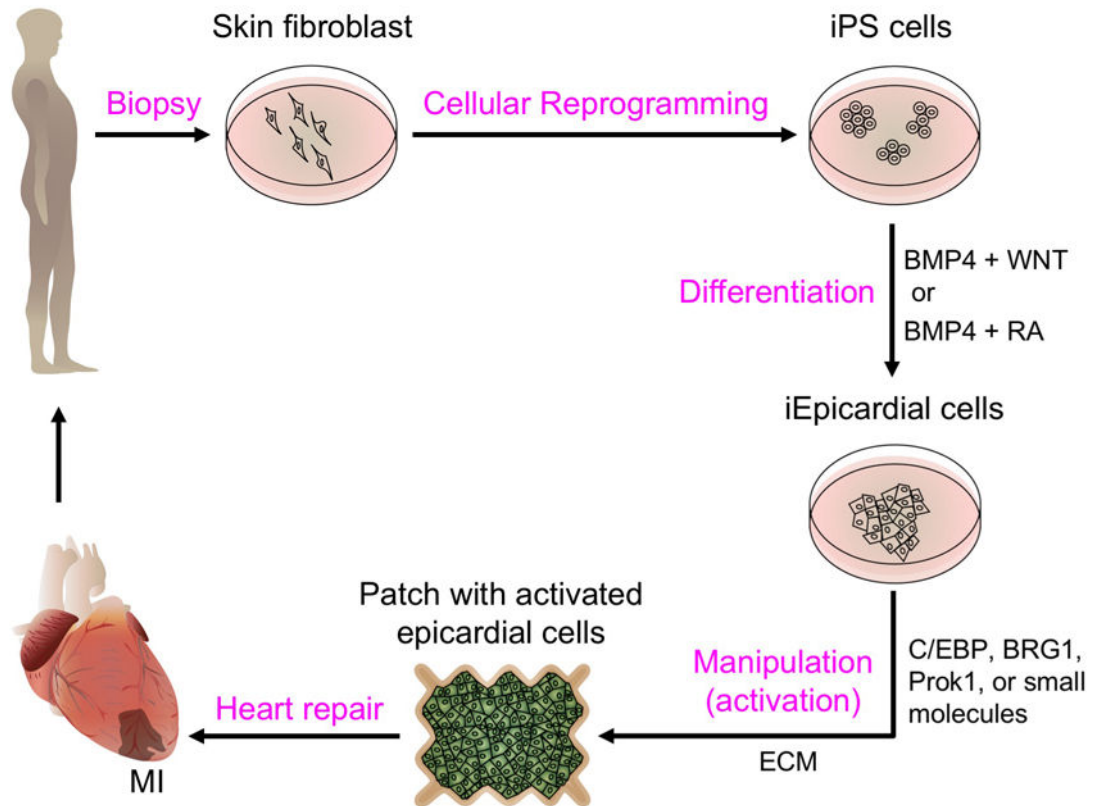 Skin fibroblast
iPS cells
Biopsy
Cellular Reprogramming
Differentiation
BMP4 + WNT
or
BMP4 + RA
iEpicardial cells
Patch with activated
epicardial cells
Manipulation
(activation)
C/EBP, BRG1,
Prok1, or small
molecules
Heart repair
ECM
MI